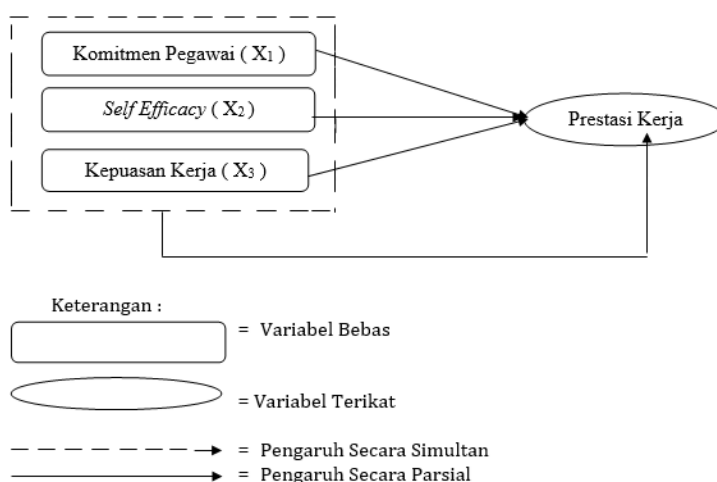 Komitmen Pegawai ( X₁ )
Self Efficacy ( X₂ )
Kepuasan Kerja ( X₃ )
Prestasi Kerja
Keterangan :
= Variabel Bebas
= Variabel Terikat
= Pengaruh Secara Simultan
= Pengaruh Secara Parsial